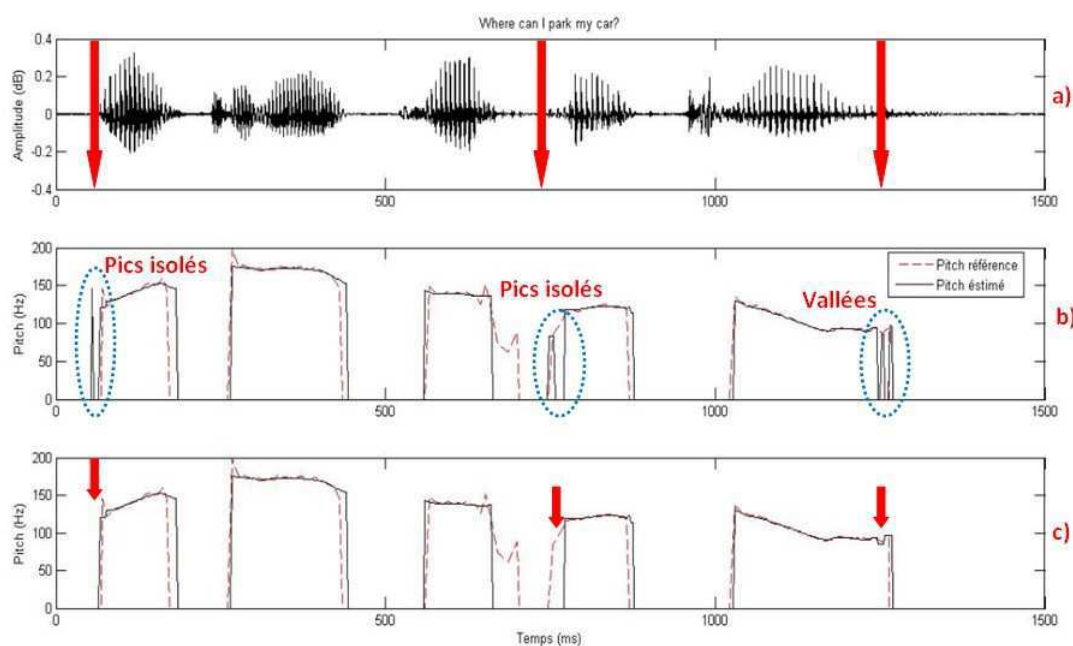 Where can I park my car?
0.4
0.2
0
-0.2
-0.4
Amplitude (dB)
a)
0
500
1000
1500
200
150
100
50
0
Pitch (Hz)
Pics isolés
Pics isolés
Vallées
Pitch référence
Pitch éstimé
b)
0
500
1000
1500
200
150
100
50
0
Pitch (Hz)
c)
0
500
1000
1500
Temps (ms)